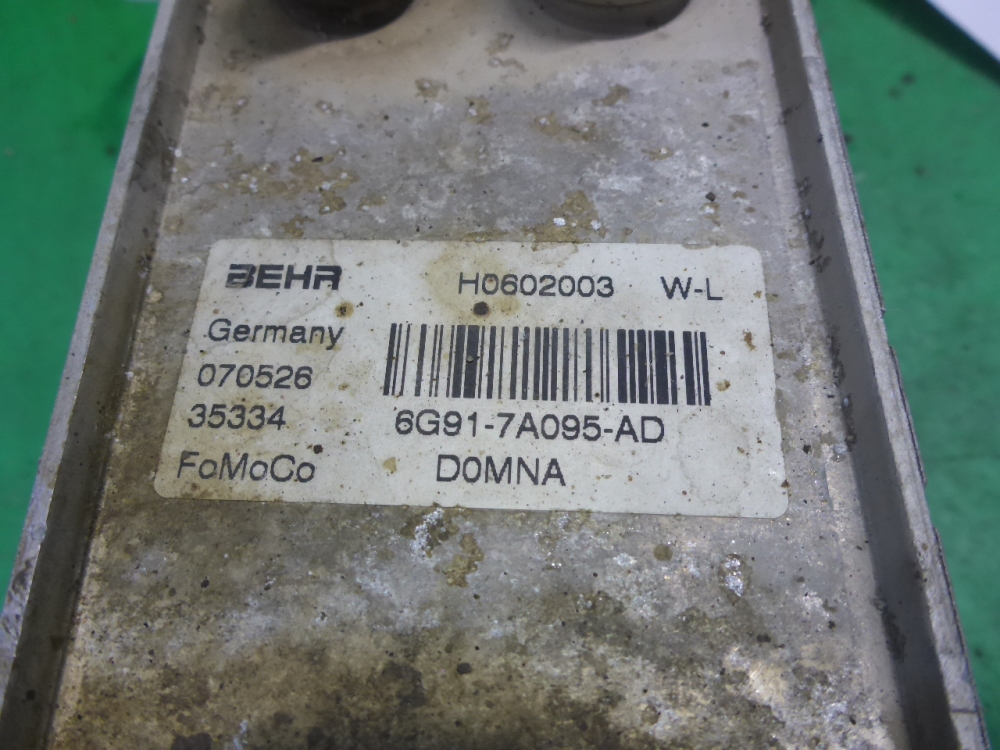 BEHR H0602003 W-L
Germany
070526
35334 6G91-7A095-AD
FoMoCo D0MNA